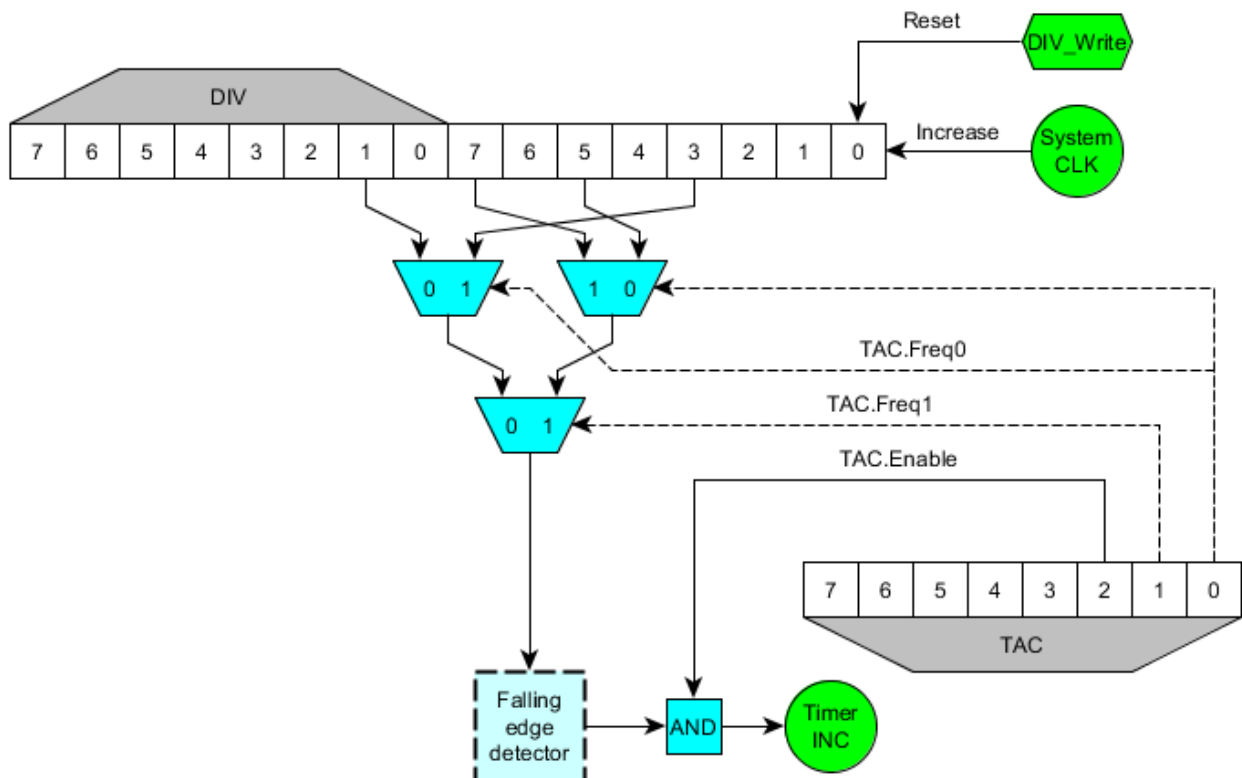 Reset
DIV_Write
DIV
7 6 5 4 3 2 1 0 7 6 5 4 3 2 1 0
Increase
System
CLK
0 1
1 0
TAC.Freq0
TAC.Freq1
0 1
TAC.Enable
7 6 5 4 3 2 1 0
TAC
Falling
edge
detector
AND
Timer
INC